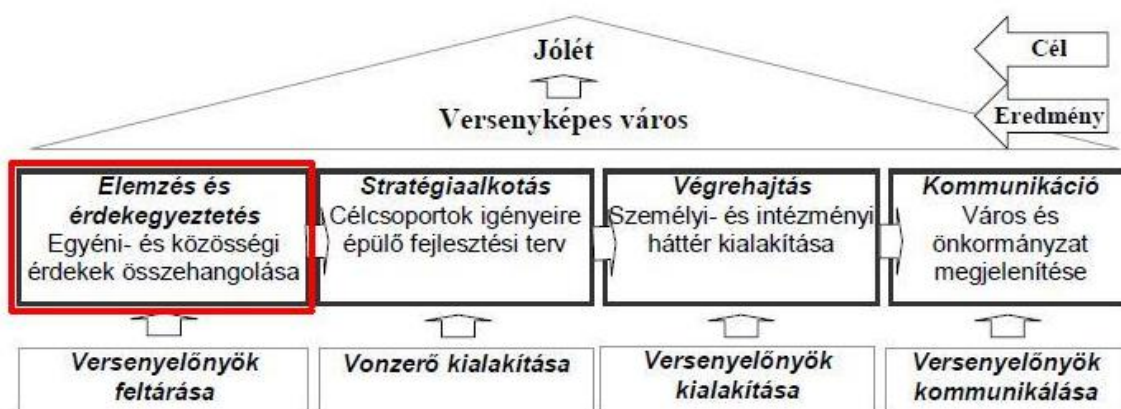 Jólét
Cél
Versenyképes város
Eredmény
Elemzés és
érdekegyeztetés
Egyéni- és közösségi
érdekek összehangolása
Stratégiaalkotás
Célcsoportok igényeire
épülő fejlesztési terv
Végrehajtás
Személyi- és intézményi
háttér kialakítása
Kommunikáció
Város és
önkormányzat
megjelenítése
Versenyelőnyök
feltárása
Vonzerő kialakítása
Versenyelőnyök
kialakítása
Versenyelőnyök
kommunikálása